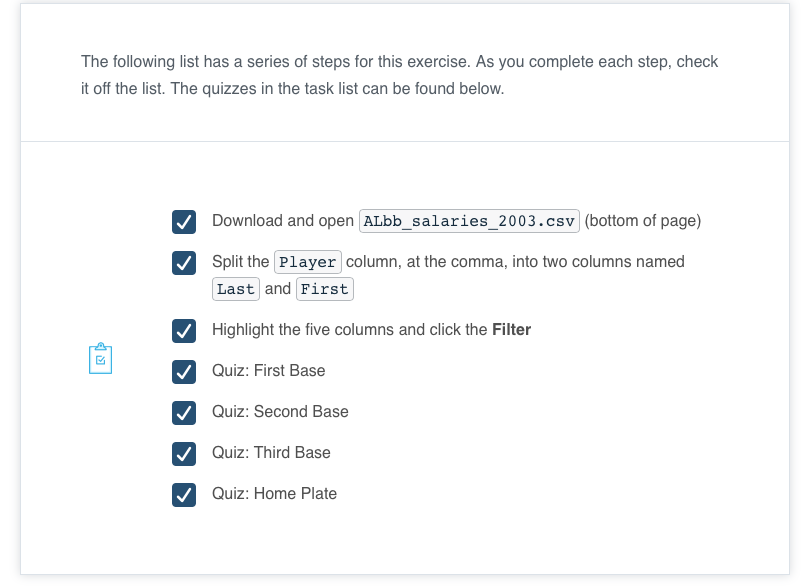 The following list has a series of steps for this exercise. As you complete each step, check
it off the list. The quizzes in the task list can be found below.
Download and open ALbb_salaries_2003.csv (bottom of page)
Split the Player column, at the comma, into two columns named
Last and First
Highlight the five columns and click the Filter
Quiz: First Base
Quiz: Second Base
Quiz: Third Base
Quiz: Home Plate